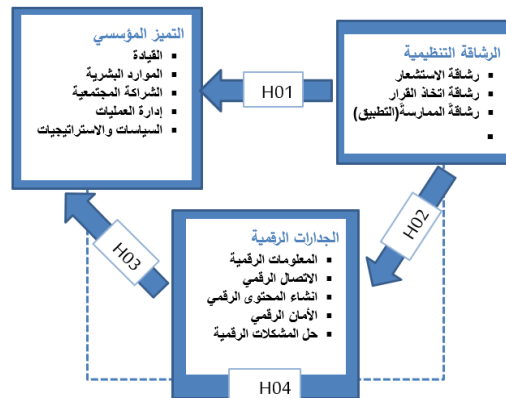 الرشاقة التنظيمية
رشاقة الاستشعار
رشاقة اتخاذ القرار
رشاقة الممارسة(التطبيق)
H01
التميز المؤسسي
القيادة
الموارد البشرية
الشراكة المجتمعية
إدارة العمليات
السياسات والاستراتيجيات
H02
H03
الجدارات الرقمية
المعلومات الرقمية
الاتصال الرقمي
انشاء المحتوى الرقمي
الأمان الرقمي
حل المشكلات الرقمية
H04